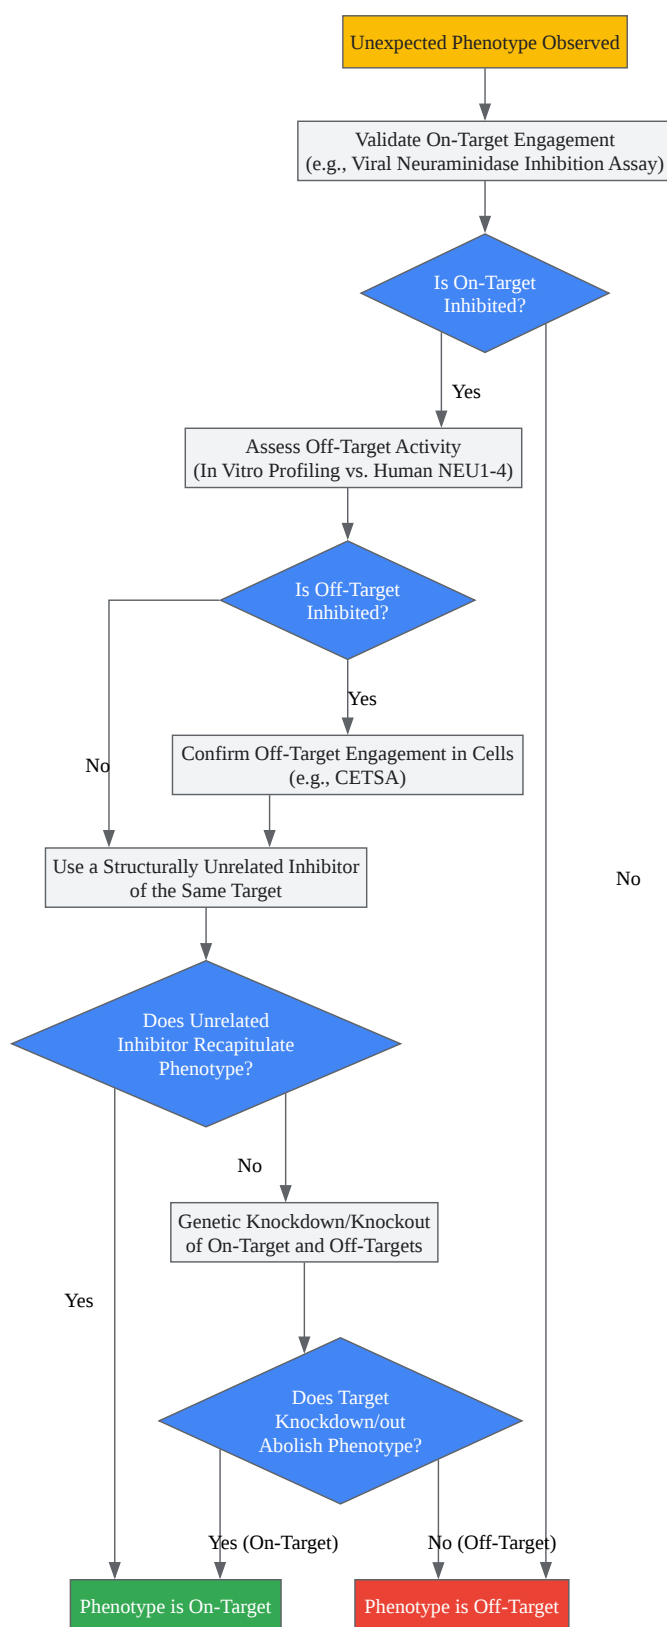 Unexpected Phenotype Observed
Validate On-Target Engagement
(e.g., Viral Neuraminidase Inhibition Assay)
Is On-Target
Inhibited?
Yes
Assess Off-Target Activity
(In Vitro Profiling vs. Human NEU1-4)
Is Off-Target
Inhibited?
Yes
Confirm Off-Target Engagement in Cells
(e.g., CETSA)
No
Use a Structurally Unrelated Inhibitor
of the Same Target
No
Does Unrelated
Inhibitor Recapitulate
Phenotype?
No
Genetic Knockdown/Knockout
of On-Target and Off-Targets
Yes
Does Target
Knockdown/out
Abolish Phenotype?
Yes (On-Target)
No (Off-Target)
Phenotype is On-Target
Phenotype is Off-Target